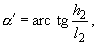 α′ = arc tg h₂/l₂ ,